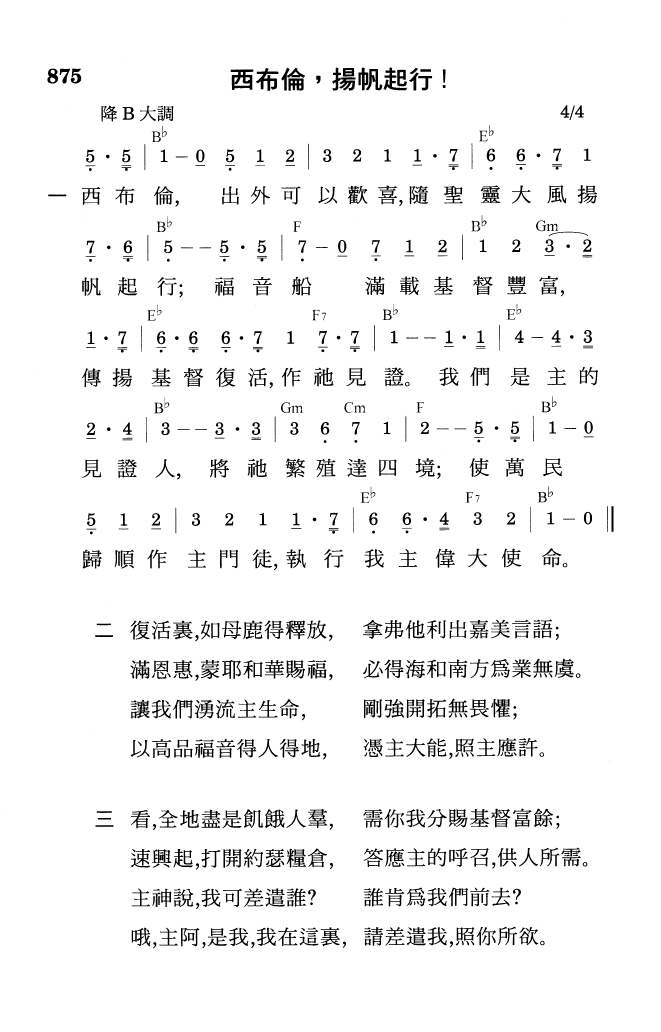 875 西布倫，揚帆起行！
降 B 大調 4/4
B♭ E♭
5 · 5 | 1 – 0 5 1 2 | 3 2 1 1 · 7 | 6 6 · 7 1
一 西 布 倫, 出 外 可 以 歡 喜, 隨 聖 靈 大 風 揚
B♭ F B♭ Gm
7 · 6 | 5 – – 5 · 5 | 7 – 0 7 1 2 | 1 2 3 · 2
帆 起 行; 福 音 船 滿 載 基 督 豐 富,
E♭ F7 B♭ E♭
1 · 7 | 6 · 6 6 · 7 1 7 · 7 | 1 – – 1 · 1 | 4 – 4 · 3
傳 揚 基 督 復 活, 作 祂 見 證。 我 們 是 主 的
B♭ Gm Cm F B♭
2 · 4 | 3 – – 3 · 3 | 3 6 7 1 | 2 – – 5 · 5 | 1 – 0
見 證 人, 將 祂 繁 殖 達 四 境; 使 萬 民
E♭ F7 B♭
5 1 2 | 3 2 1 1 · 7 | 6 6 · 4 3 2 | 1 – 0 ‖
歸 順 作 主 門 徒, 執 行 我 主 偉 大 使 命。
二 復活裏,如母鹿得釋放, 拿弗他利出嘉美言語;
滿恩惠,蒙耶和華賜福, 必得海和南方爲業無虞。
讓我們湧流主生命, 剛強開拓無畏懼;
以高品福音得人得地, 憑主大能,照主應許。
三 看,全地盡是飢餓人羣, 需你我分賜基督富餘;
速興起,打開約瑟糧倉, 答應主的呼召,供人所需。
主神說,我可差遣誰? 誰肯爲我們前去?
哦,主阿,是我,我在這裏, 請差遣我,照你所欲。